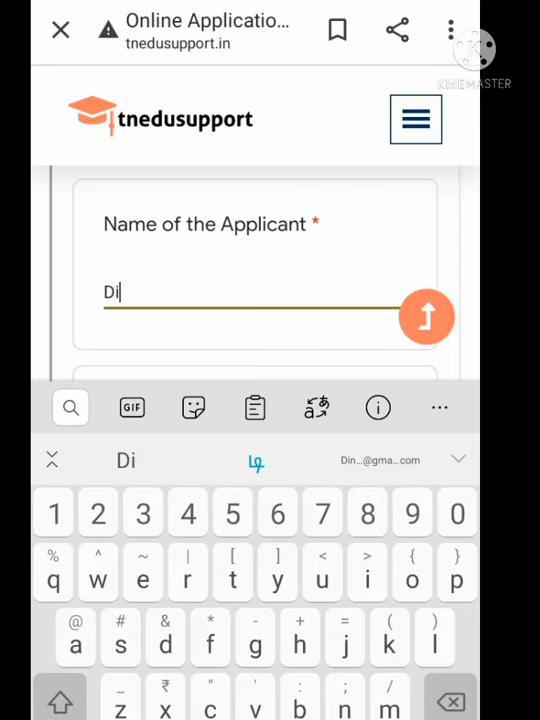 Online Applicatio...
tnedusupport.in
KINEMASTER
tnedusupport
Name of the Applicant *
Di
GIF
Di டி Din...@gma...com
1 2 3 4 5 6 7 8 9 0
% ^ ~ | [ ] < > { }
q w e r t y u i o p
@ # & * - + = ( )
a s d f g h j k l
_ ₹ " ' : ; /
z x c v b n m